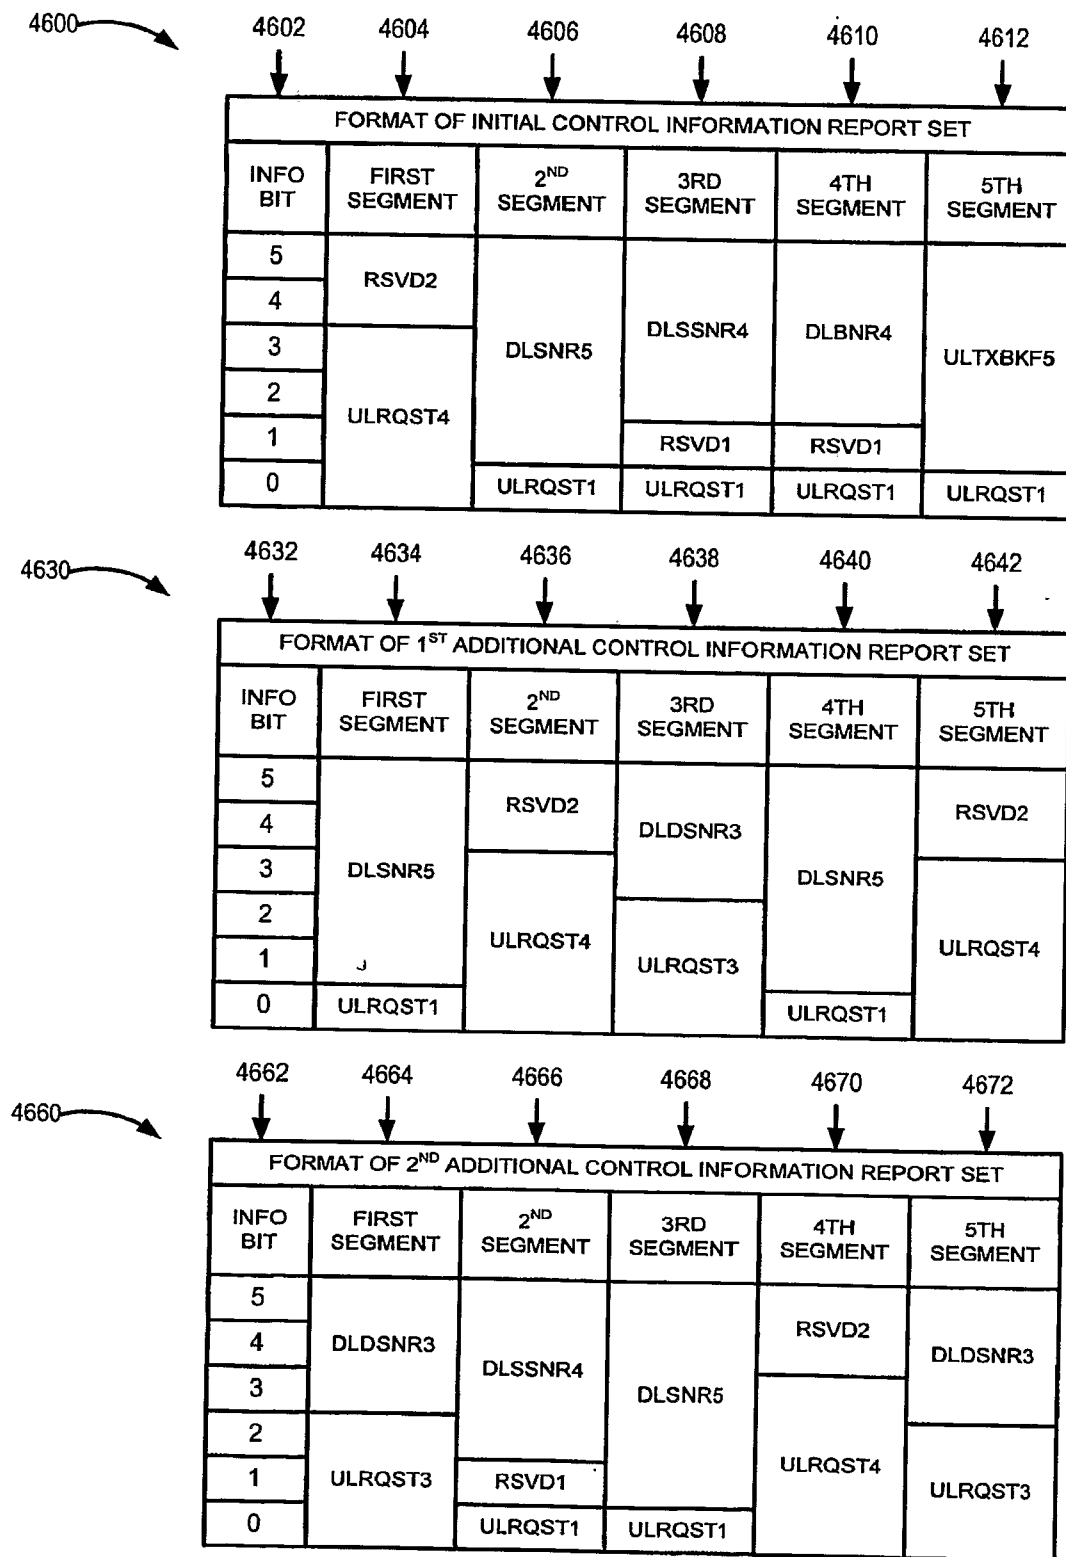 4600
4602 4604 4606 4608 4610 4612
FORMAT OF INITIAL CONTROL INFORMATION REPORT SET
INFO BIT FIRST SEGMENT 2ND SEGMENT 3RD SEGMENT 4TH SEGMENT 5TH SEGMENT
5
4
3
2
1
0
RSVD2
ULRQST4
DLSNR5
ULRQST1
DLSSNR4
RSVD1
ULRQST1
DLBNR4
RSVD1
ULRQST1
ULTXBKF5
ULRQST1
4630
4632 4634 4636 4638 4640 4642
FORMAT OF 1ST ADDITIONAL CONTROL INFORMATION REPORT SET
INFO BIT FIRST SEGMENT 2ND SEGMENT 3RD SEGMENT 4TH SEGMENT 5TH SEGMENT
5
4
3
2
1
0
DLSNR5
ULRQST1
RSVD2
ULRQST4
DLDSNR3
ULRQST3
DLSNR5
ULRQST1
RSVD2
ULRQST4
4660
4662 4664 4666 4668 4670 4672
FORMAT OF 2ND ADDITIONAL CONTROL INFORMATION REPORT SET
INFO BIT FIRST SEGMENT 2ND SEGMENT 3RD SEGMENT 4TH SEGMENT 5TH SEGMENT
5
4
3
2
1
0
DLDSNR3
ULRQST3
DLSSNR4
RSVD1
ULRQST1
DLSNR5
ULRQST1
RSVD2
ULRQST4
DLDSNR3
ULRQST3